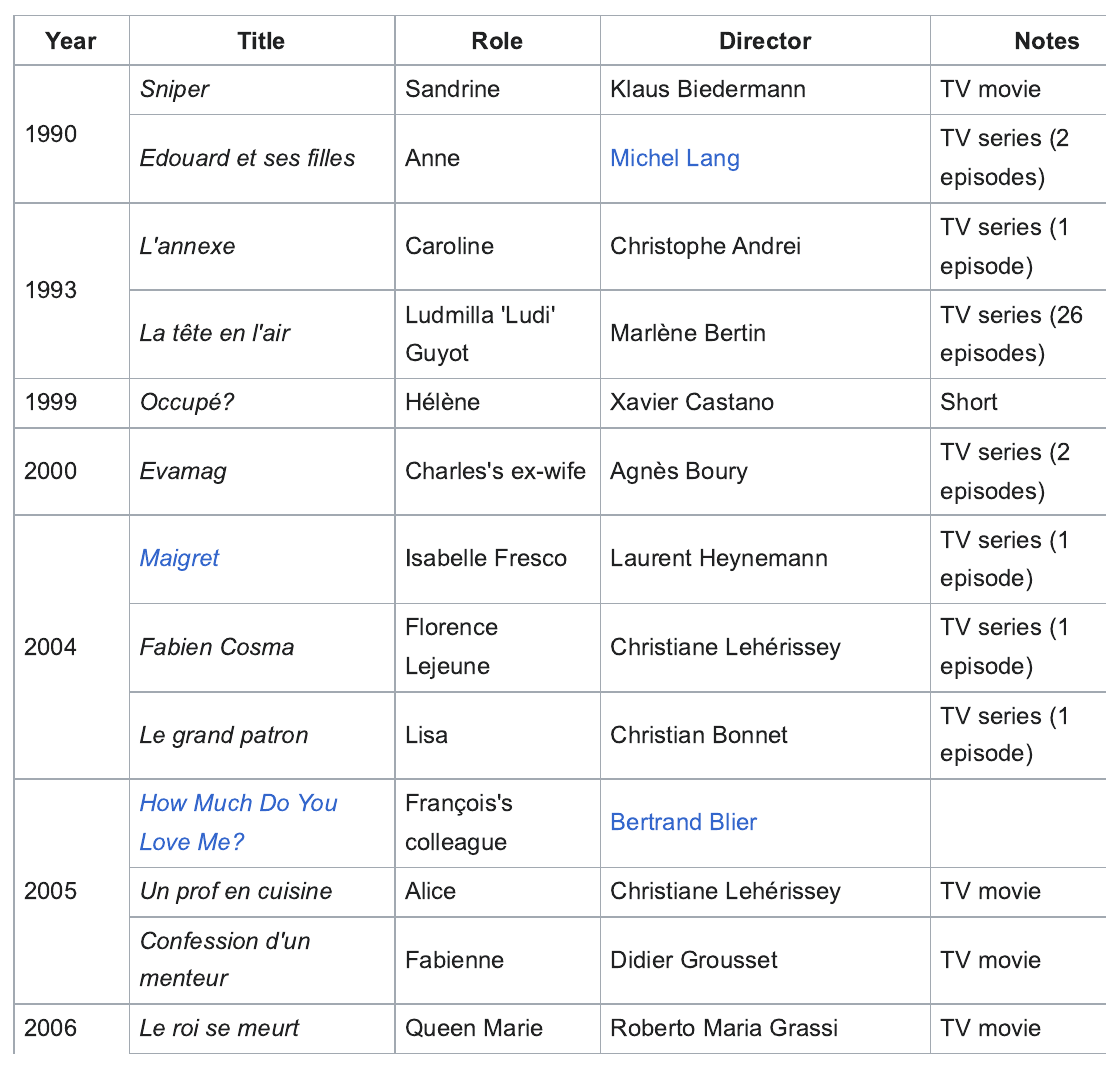 Year Title Role Director Notes
1990 Sniper Sandrine Klaus Biedermann TV movie
Edouard et ses filles Anne Michel Lang TV series (2
episodes)
1993 L'annexe Caroline Christophe Andrei TV series (1
episode)
La tête en l'air Ludmilla 'Ludi' Marlène Bertin TV series (26
Guyot episodes)
1999 Occupé? Hélène Xavier Castano Short
2000 Evamag Charles's ex-wife Agnès Boury TV series (2
episodes)
2004 Maigret Isabelle Fresco Laurent Heynemann TV series (1
episode)
Fabien Cosma Florence Christiane Lehérissey TV series (1
Lejeune episode)
Le grand patron Lisa Christian Bonnet TV series (1
episode)
2005 How Much Do You François's Bertrand Blier
Love Me? colleague
Un prof en cuisine Alice Christiane Lehérissey TV movie
Confession d'un Fabienne Didier Grousset TV movie
menteur
2006 Le roi se meurt Queen Marie Roberto Maria Grassi TV movie